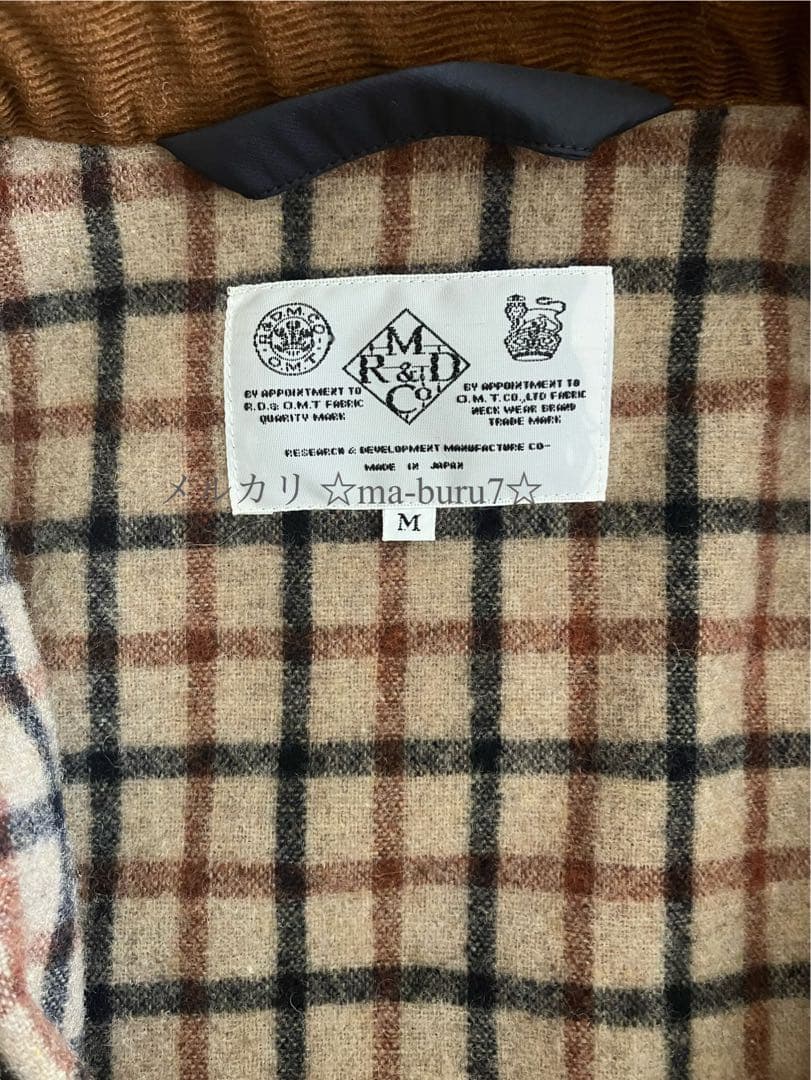 R.&.D.M.CO
O.M.T
M
R & D
Co
BY APPOINTMENT TO
R.D.& O.M.T FABRIC
QUARITY MARK
BY APPOINTMENT TO
O.M.T.CO.,LTD FABRIC
NECK WEAR BRAND
TRADE MARK
RESEARCH & DEVELOPMENT MANUFACTURE CO-
MADE IN JAPAN
メルカリ ☆ma-buru7☆
M